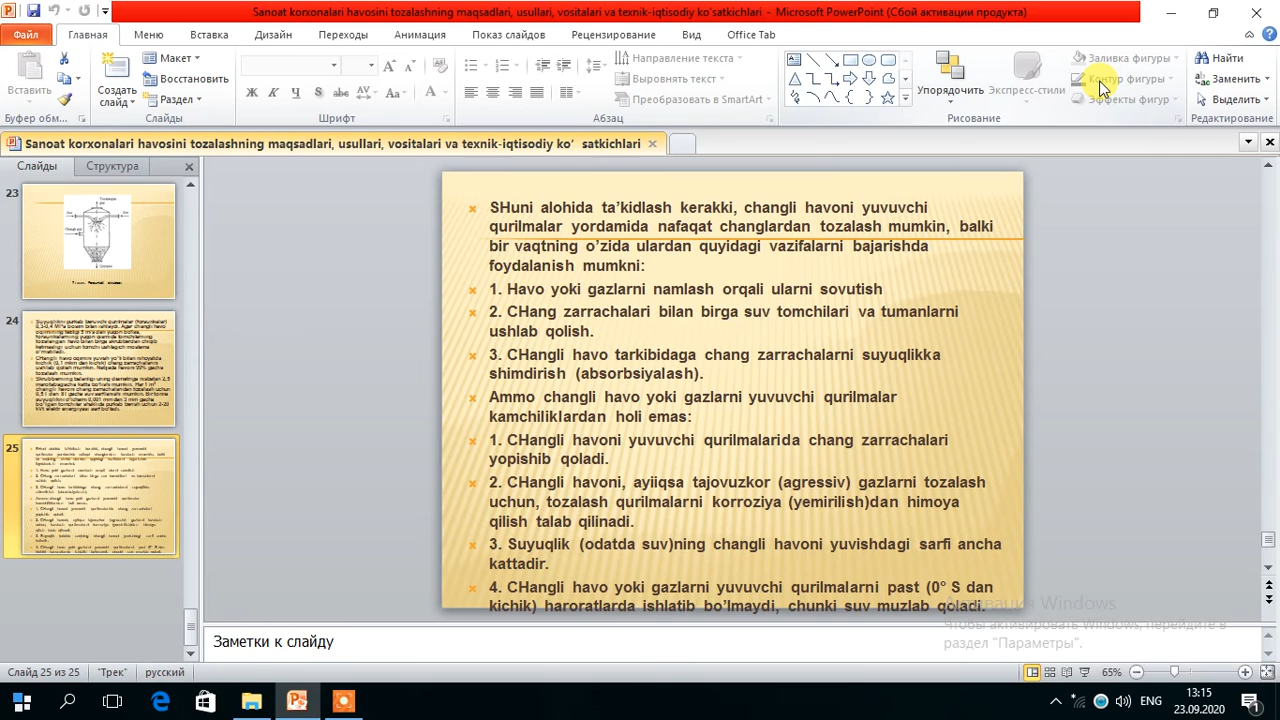 Sanoat korxonalari havosini tozalashning maqsadlari, usullari, vositalari va texnik-iqtisodiy ko`satkichlari - Microsoft PowerPoint (Сбой активации продукта)
Файл Главная Меню Вставка Дизайн Переходы Анимация Показ слайдов Рецензирование Вид Office Tab
Вставить
Буфер обм...
Создать слайд
Макет
Восстановить
Раздел
Слайды
Ж К Ч S abc AV Aa A
Шрифт
Направление текста
Выровнять текст
Преобразовать в SmartArt
Абзац
Упорядочить
Экспресс-стили
Заливка фигуры
Контур фигуры
Эффекты фигур
Рисование
Найти
Заменить
Выделить
Редактирование
Sanoat korxonalari havosini tozalashning maqsadlari, usullari, vositalari va texnik-iqtisodiy ko' satkichlari
Слайды Структура
23
24
25
SHuni alohida ta’kidlash kerakki, changli havoni yuvuvchi
qurilmalar yordamida nafaqat changlardan tozalash mumkin, balki
bir vaqtning o’zida ulardan quyidagi vazifalarni bajarishda
foydalanish mumkni:
1. Havo yoki gazlarni namlash orqali ularni sovutish
2. CHang zarrachalari bilan birga suv tomchilari va tumanlarni
ushlab qolish.
3. CHangli havo tarkibidaga chang zarrachalarni suyuqlikka
shimdirish (absorbsiyalash).
Ammo changli havo yoki gazlarni yuvuvchi qurilmalar
kamchiliklardan holi emas:
1. CHangli havoni yuvuvchi qurilmalarida chang zarrachalari
yopishib qoladi.
2. CHangli havoni, ayiiqsa tajovuzkor (agressiv) gazlarni tozalash
uchun, tozalash qurilmalarni korroziya (yemirilish)dan himoya
qilish talab qilinadi.
3. Suyuqlik (odatda suv)ning changli havoni yuvishdagi sarfi ancha
kattadir.
4. CHangli havo yoki gazlarni yuvuvchi qurilmalarni past (0° S dan
kichik) haroratlarda ishlatib bo’lmaydi, chunki suv muzlab qoladi.
Активация Windows
Чтобы активировать Windows, перейдите в
раздел "Параметры".
Заметки к слайду
Слайд 25 из 25 "Трек" русский 65%
ENG
13:15
23.09.2020